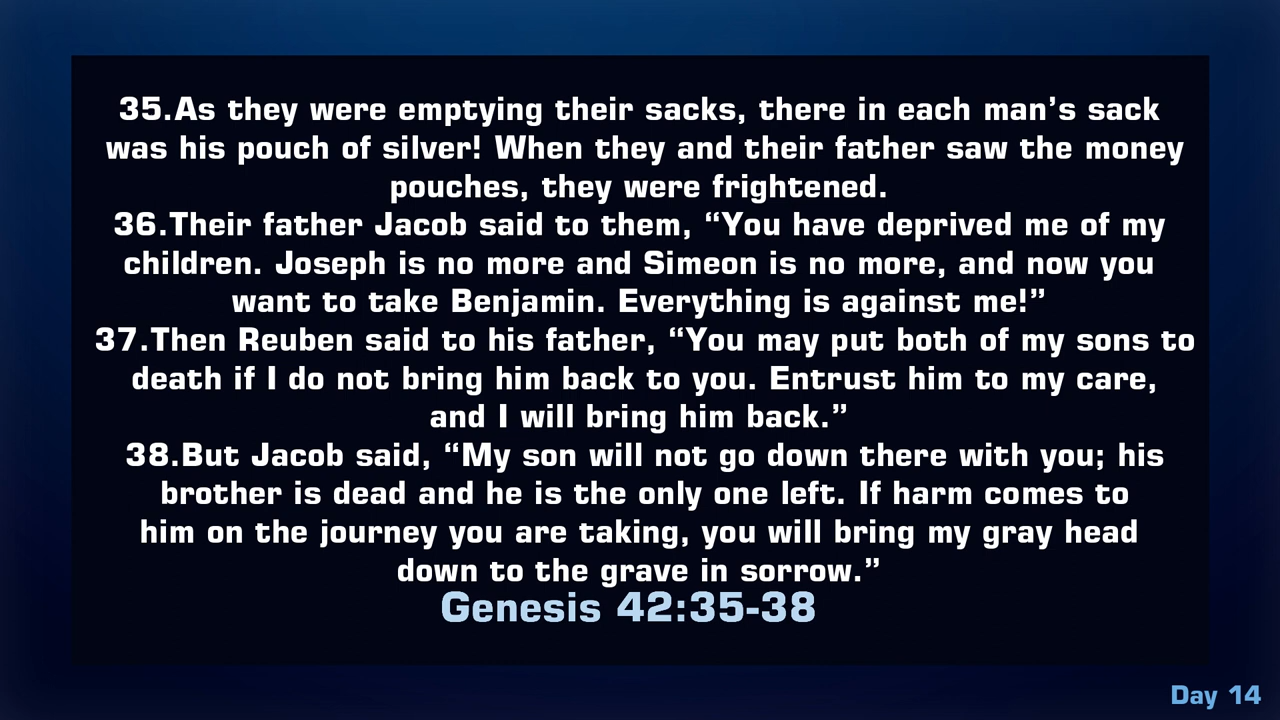 35.As they were emptying their sacks, there in each man’s sack
was his pouch of silver! When they and their father saw the money
pouches, they were frightened.
36.Their father Jacob said to them, “You have deprived me of my
children. Joseph is no more and Simeon is no more, and now you
want to take Benjamin. Everything is against me!”
37.Then Reuben said to his father, “You may put both of my sons to
death if I do not bring him back to you. Entrust him to my care,
and I will bring him back.”
38.But Jacob said, “My son will not go down there with you; his
brother is dead and he is the only one left. If harm comes to
him on the journey you are taking, you will bring my gray head
down to the grave in sorrow.”
Genesis 42:35-38
Day 14